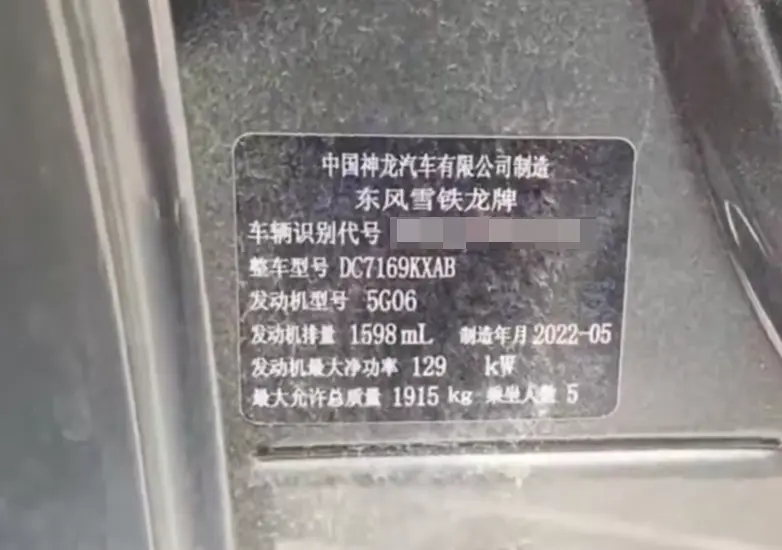 中国神龙汽车有限公司制造
东风雪铁龙牌
车辆识别代号
整车型号 DC7169KXAB
发动机型号 5G06
发动机排量 1598mL 制造年月 2022-05
发动机最大净功率 129 kW
最大允许总质量 1915 kg 乘坐人数 5